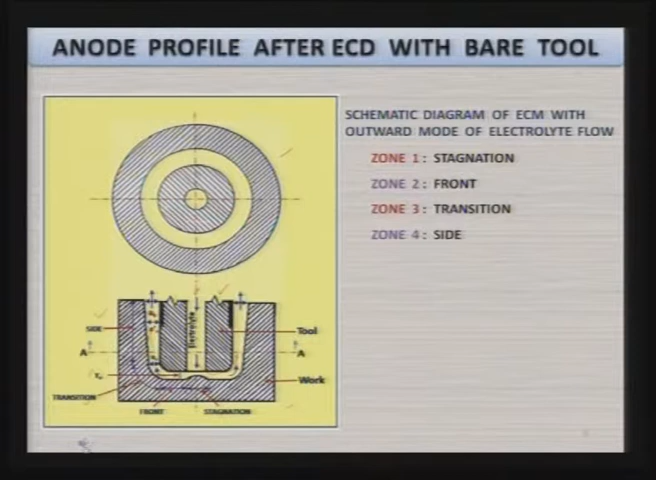 ANODE PROFILE AFTER ECD WITH BARE TOOL
SCHEMATIC DIAGRAM OF ECM WITH
OUTWARD MODE OF ELECTROLYTE FLOW
ZONE 1: STAGNATION
ZONE 2: FRONT
ZONE 3: TRANSITION
ZONE 4: SIDE
Electrolyte
SIDE
Tool
A
A
Work
TRANSITION
FRONT
STAGNATION